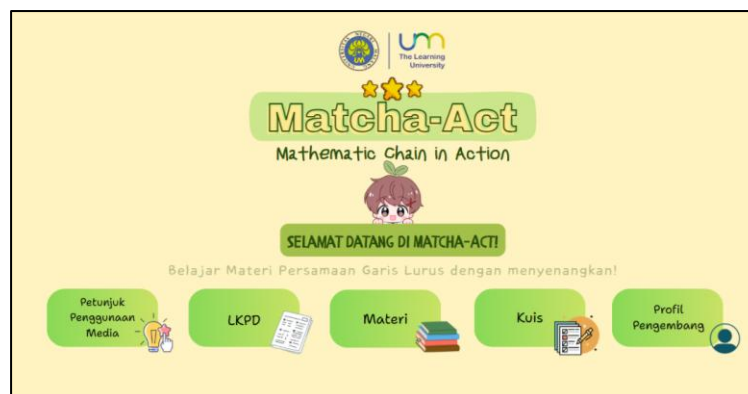 UM
The Learning
University
Matcha-Act
Mathematic Chain in Action
SELAMAT DATANG DI MATCHA-ACT!
Belajar Materi Persamaan Garis Lurus dengan menyenangkan!
Petunjuk
Penggunaan
Media
LKPD
Materi
Kuis
Profil
Pengembang